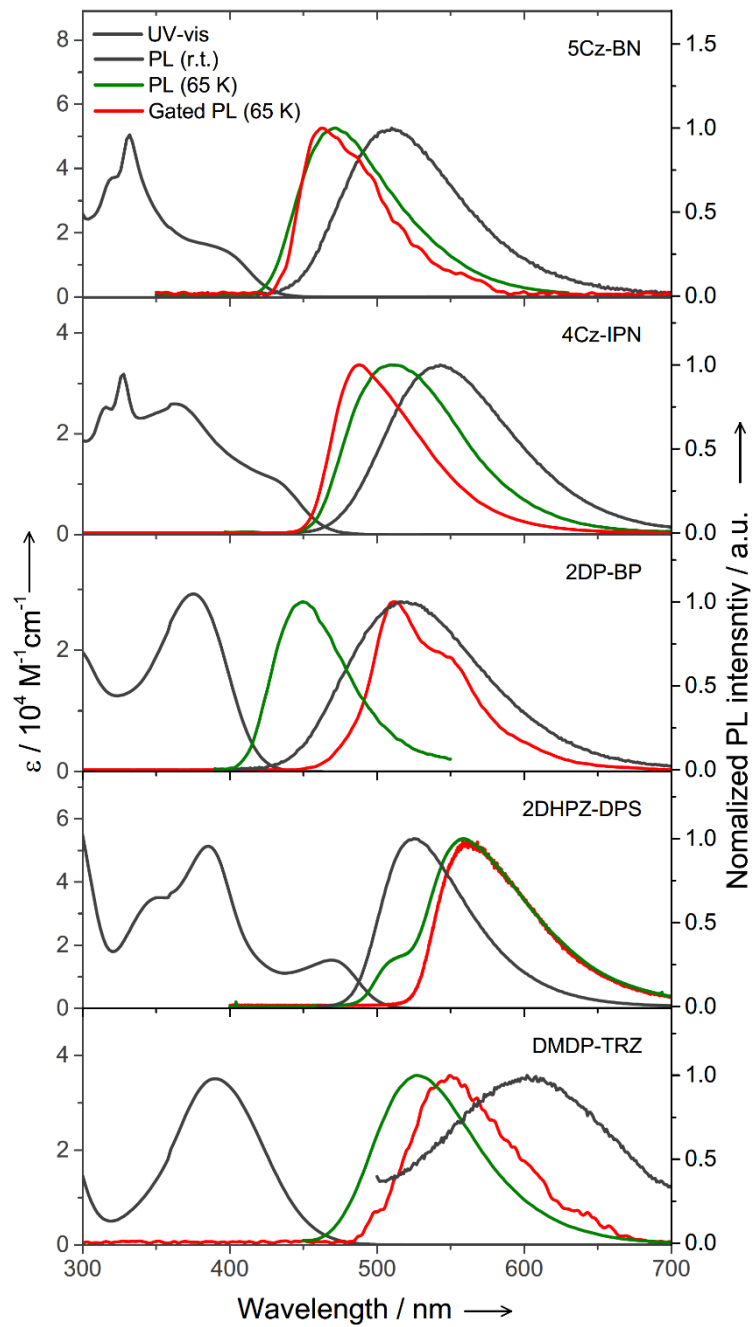 UV-vis
PL (r.t.)
PL (65 K)
Gated PL (65 K)
5Cz-BN
8
6
4
2
0
1.5
1.0
0.5
0.0
4Cz-IPN
4
2
0
1.0
0.5
0.0
2DP-BP
2
0
1.0
0.5
0.0
2DHPZ-DPS
6
4
2
0
1.0
0.5
0.0
DMDP-TRZ
4
2
0
1.0
0.5
0.0
300 400 500 600 700
Wavelength / nm →
ε / 10⁴ M⁻¹cm⁻¹ →
Nomalized PL intensntiy / a.u. →